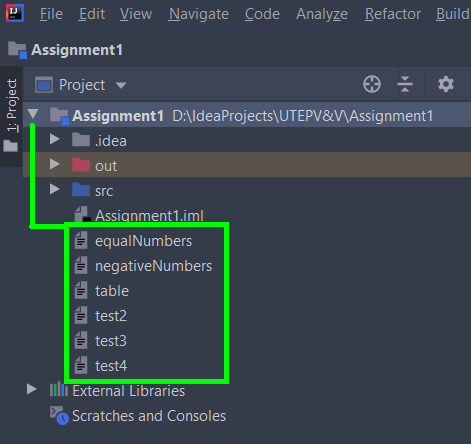 IJ File Edit View Navigate Code Analyze Refactor Build
Assignment1
Project
1: Project
Assignment1 D:\IdeaProjects\UTEPV&V\Assignment1
.idea
out
src
Assignment1.iml
equalNumbers
negativeNumbers
table
test2
test3
test4
External Libraries
Scratches and Consoles